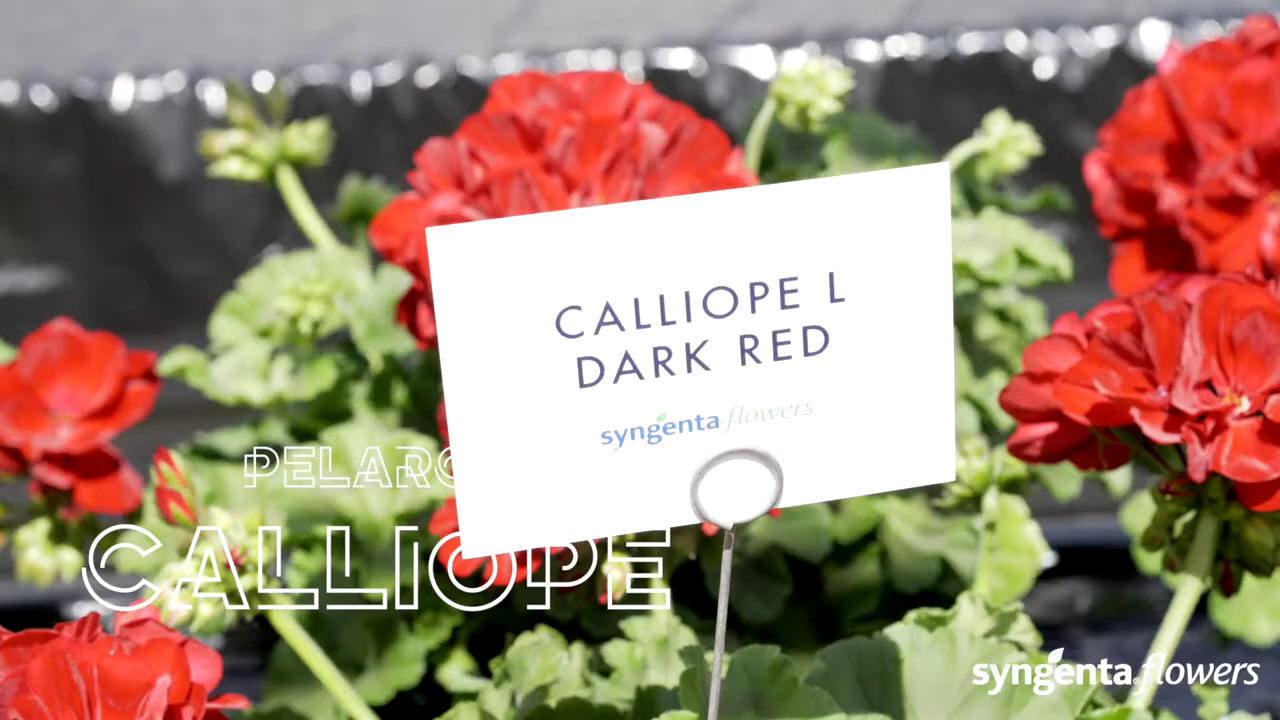 CALLIOPE L
DARK RED
syngenta flowers
PELARG
CALLIOPE
syngenta flowers